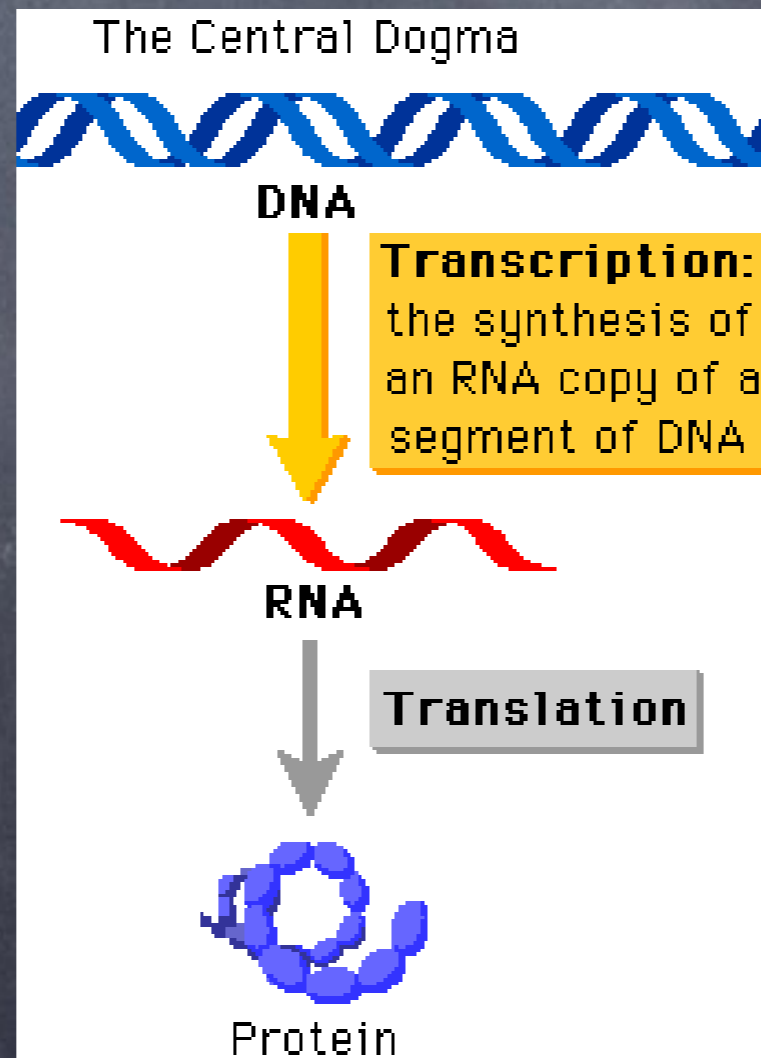 The Central Dogma
DNA
Transcription:
the synthesis of
an RNA copy of a
segment of DNA
RNA
Translation
Protein